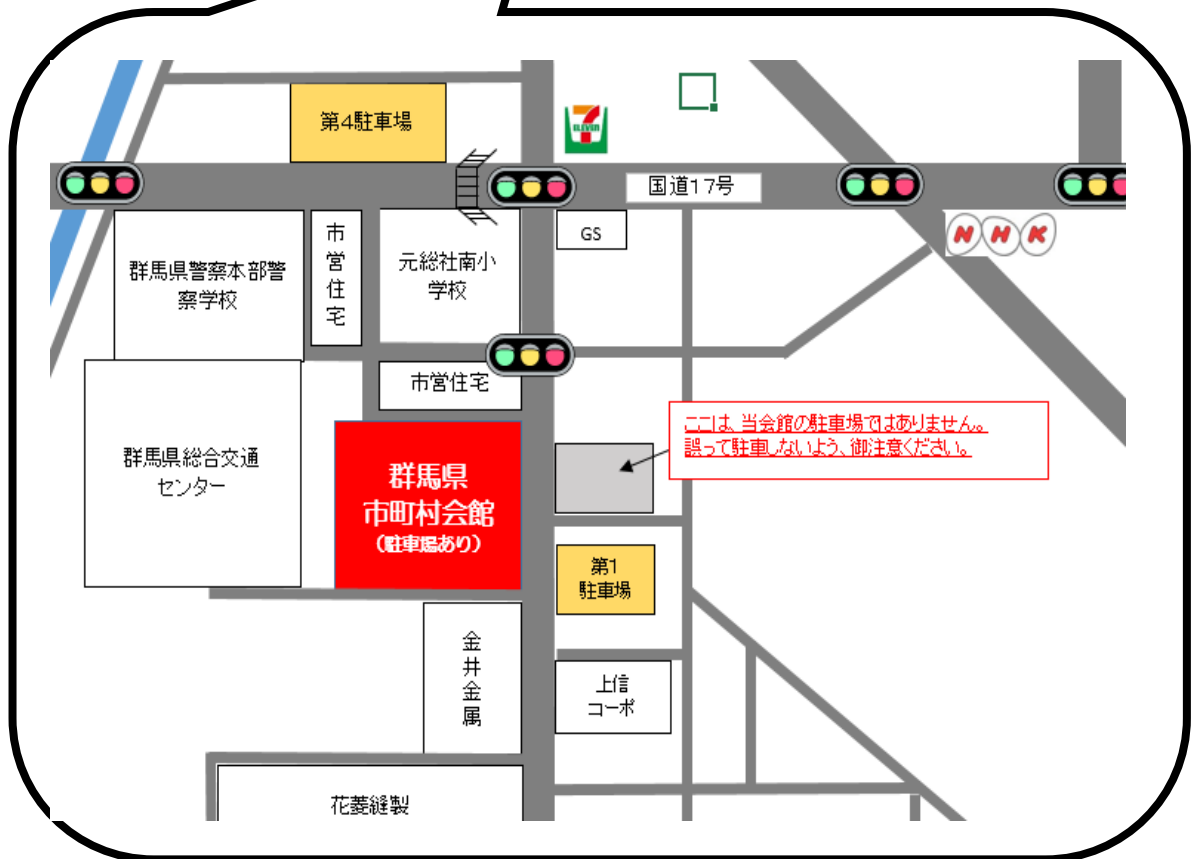 第4駐車場
7
ELEVEN
国道17号
NHK
GS
市
営
住
宅
元総社南小
学校
群馬県警察本部警
察学校
市営住宅
ここは、当会館の駐車場ではありません。
誤って駐車しないよう、御注意ください。
群馬県総合交通
センター
群馬県
市町村会館
(駐車場あり)
第1
駐車場
金
井
金
属
上信
コーポ
花菱縫製